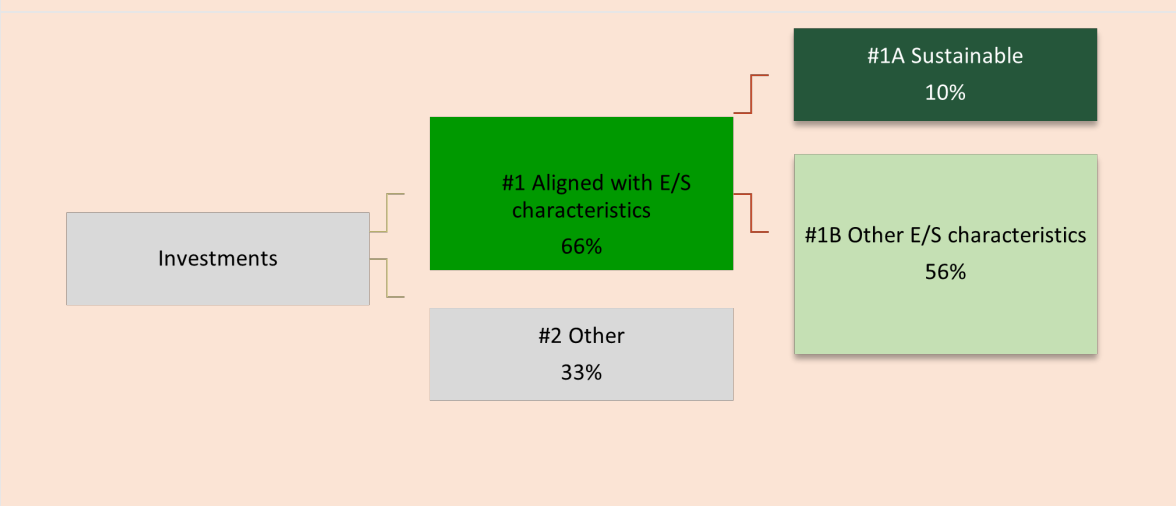 Investments
#1 Aligned with E/S
characteristics
66%
#2 Other
33%
#1A Sustainable
10%
#1B Other E/S characteristics
56%